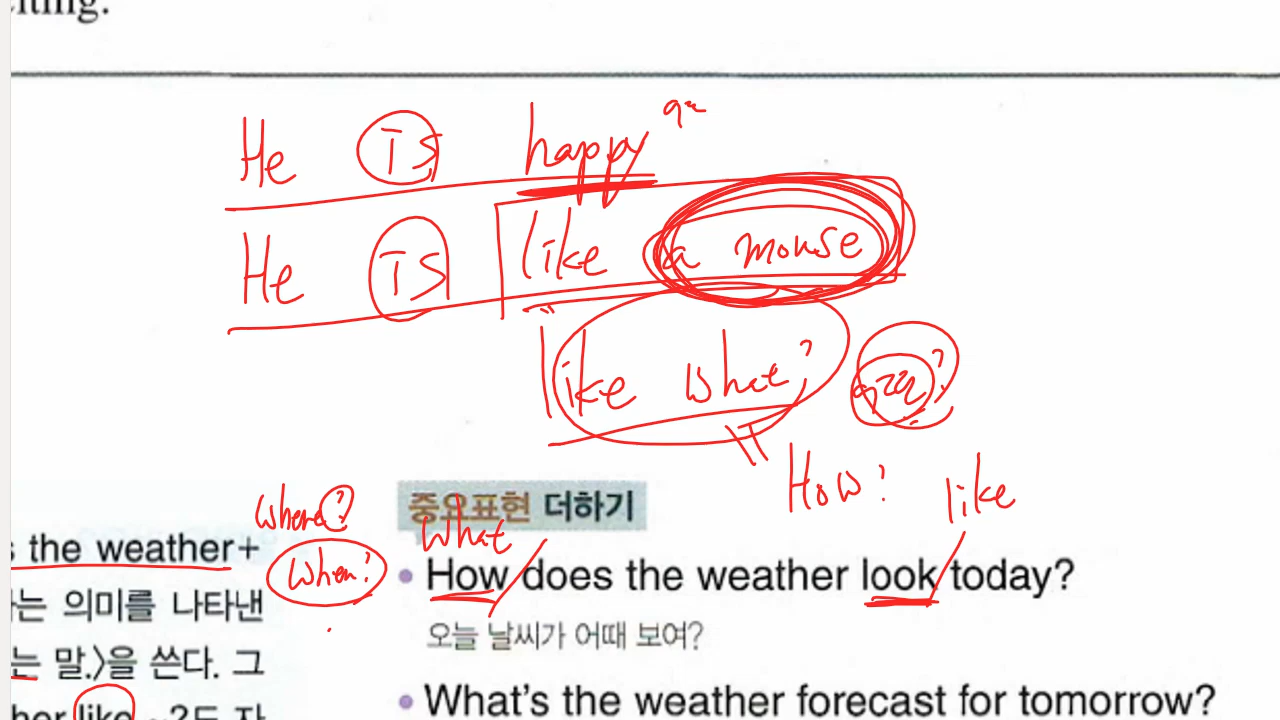 He is happy
He is like a mouse
like what?
How? like
where?
when?
what
중요표현 더하기
the weather+
How does the weather look today?
는 의미를 나타낸
오늘 날씨가 어때 보여?
는 말.〉을 쓴다. 그
What's the weather forecast for tomorrow?
like ~?도 자